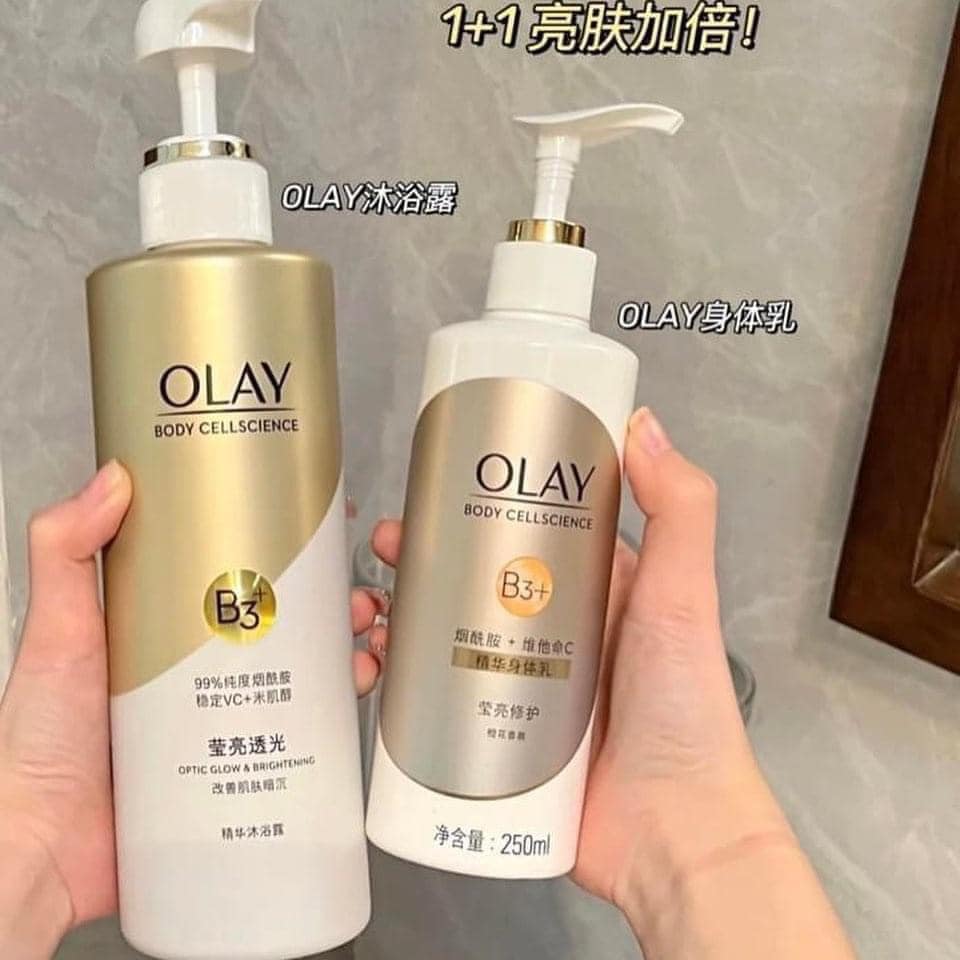 1+1 亮肤加倍!
OLAY沐浴露
OLAY身体乳
OLAY
BODY CELLSCIENCE
B3+
99%纯度烟酰胺
稳定VC+米肌醇
莹亮透光
OPTIC GLOW & BRIGHTENING
改善肌肤暗沉
精华沐浴露
OLAY
BODY CELLSCIENCE
B3+
烟酰胺 + 维他命C
精华身体乳
莹亮修护
橙花香氛
净含量:250ml